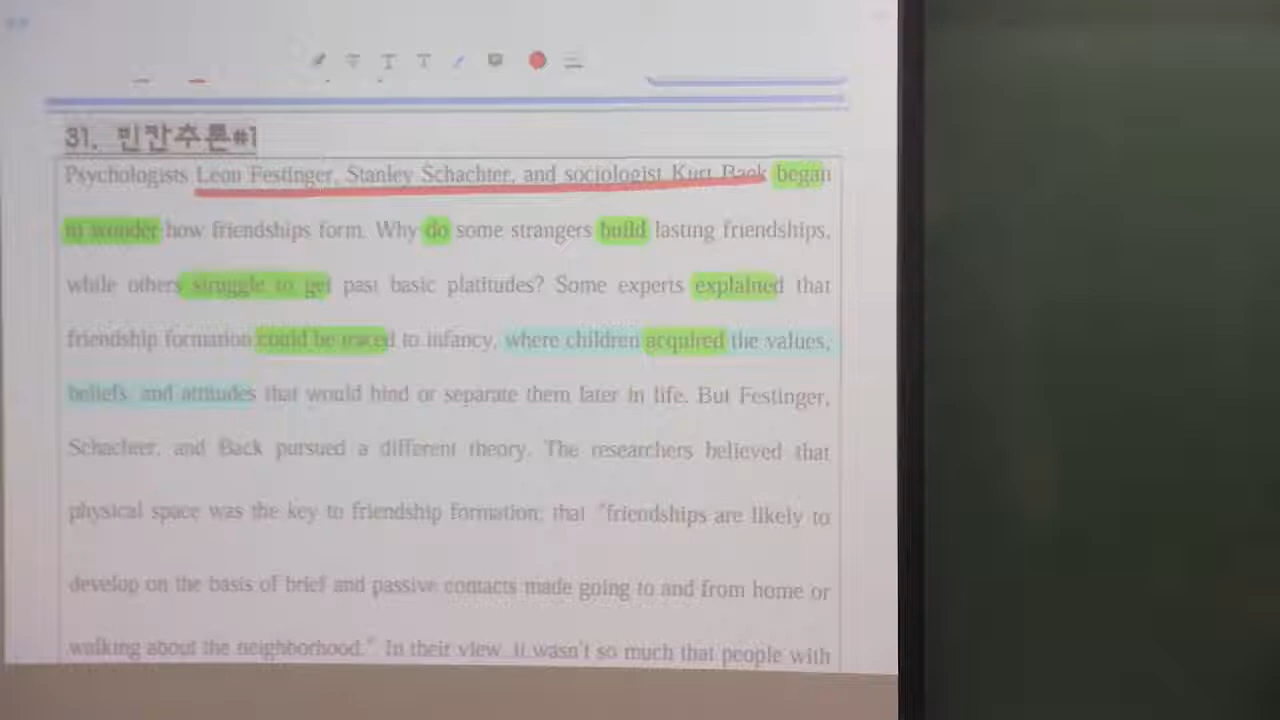 31. 빈칸추론#1
Psychologists Leon Festinger, Stanley Schachter, and sociologist Kurt Back began
to wonder how friendships form. Why do some strangers build lasting friendships,
while others struggle to get past basic platitudes? Some experts explained that
friendship formation could be traced to infancy, where children acquired the values,
beliefs, and attitudes that would bind or separate them later in life. But Festinger,
Schachter, and Back pursued a different theory. The researchers believed that
physical space was the key to friendship formation; that "friendships are likely to
develop on the basis of brief and passive contacts made going to and from home or
walking about the neighborhood." In their view, it wasn't so much that people with